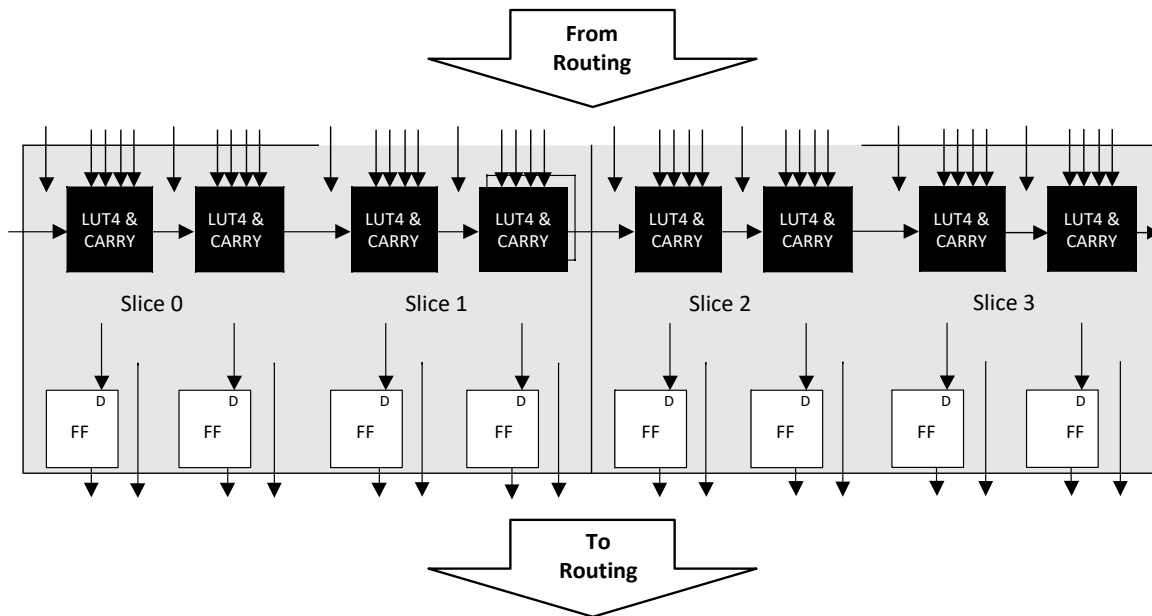 From
Routing
LUT4 &
CARRY
LUT4 &
CARRY
LUT4 &
CARRY
LUT4 &
CARRY
LUT4 &
CARRY
LUT4 &
CARRY
LUT4 &
CARRY
LUT4 &
CARRY
Slice 0
Slice 1
Slice 2
Slice 3
D
FF
D
FF
D
FF
D
FF
D
FF
D
FF
D
FF
D
FF
To
Routing